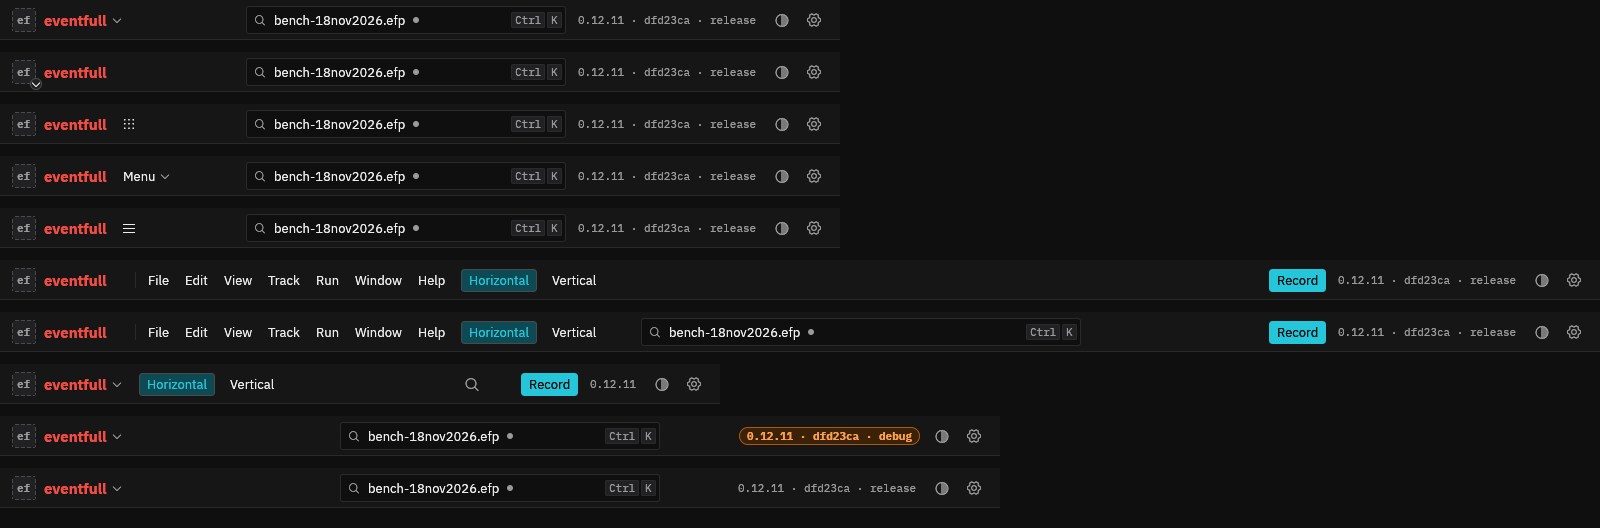 ef eventfull bench-18nov2026.efp Ctrl K 0.12.11 · dfd23ca · release
ef eventfull bench-18nov2026.efp Ctrl K 0.12.11 · dfd23ca · release
ef eventfull bench-18nov2026.efp Ctrl K 0.12.11 · dfd23ca · release
ef eventfull Menu bench-18nov2026.efp Ctrl K 0.12.11 · dfd23ca · release
ef eventfull bench-18nov2026.efp Ctrl K 0.12.11 · dfd23ca · release
ef eventfull File Edit View Track Run Window Help Horizontal Vertical Record 0.12.11 · dfd23ca · release
ef eventfull File Edit View Track Run Window Help Horizontal Vertical bench-18nov2026.efp Ctrl K Record 0.12.11 · dfd23ca · release
ef eventfull Horizontal Vertical Record 0.12.11
ef eventfull bench-18nov2026.efp Ctrl K 0.12.11 · dfd23ca · debug
ef eventfull bench-18nov2026.efp Ctrl K 0.12.11 · dfd23ca · release